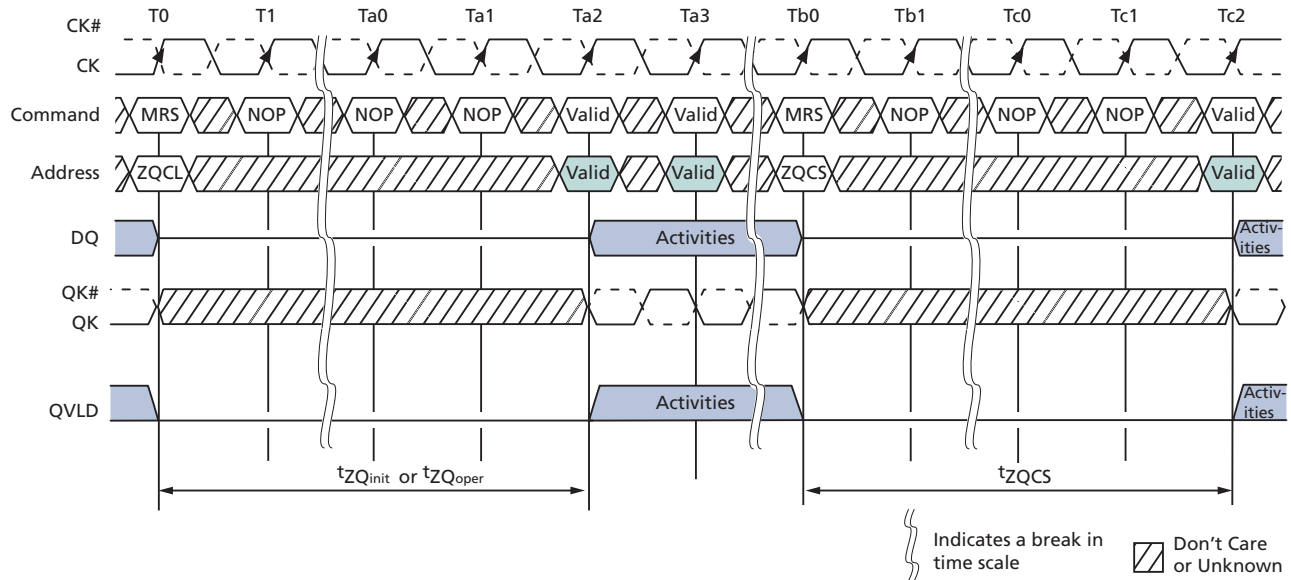 T0 T1 Ta0 Ta1 Ta2 Ta3 Tb0 Tb1 Tc0 Tc1 Tc2
CK#
CK
Command MRS NOP NOP NOP Valid Valid MRS NOP NOP NOP Valid
Address ZQCL Valid Valid ZQCS Valid
DQ Activities Activ-
ities
QK#
QK
QVLD Activities Activ-
ities
tZQinit or tZQoper tZQCS
Indicates a break in
time scale
Don't Care
or Unknown